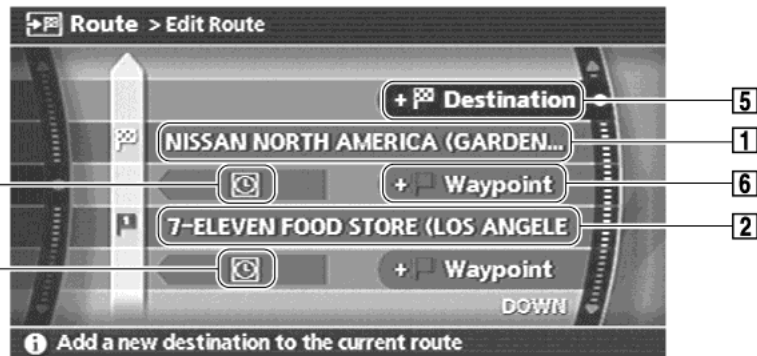 Route > Edit Route
+ Destination
5
NISSAN NORTH AMERICA (GARDEN...
1
+ Waypoint
6
1
7-ELEVEN FOOD STORE (LOS ANGELE
2
+ Waypoint
DOWN
i Add a new destination to the current route